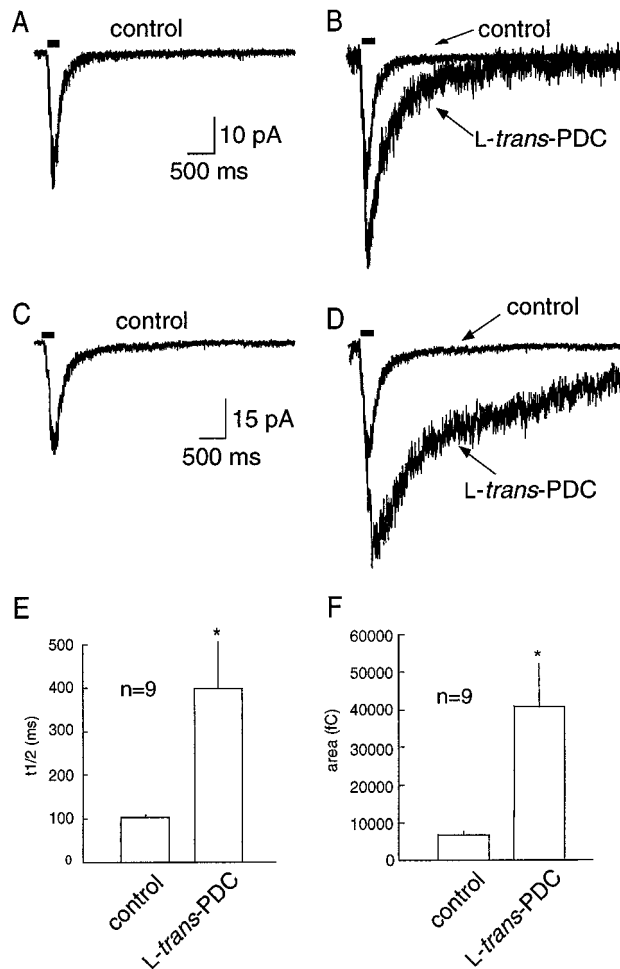 A
control
10 pA
500 ms
B
control
L-trans-PDC
C
control
15 pA
500 ms
D
control
L-trans-PDC
E
500
400
300
200
100
0
t1/2 (ms)
n=9
*
control
L-trans-PDC
F
60000
50000
40000
30000
20000
10000
0
area (fC)
n=9
*
control
L-trans-PDC